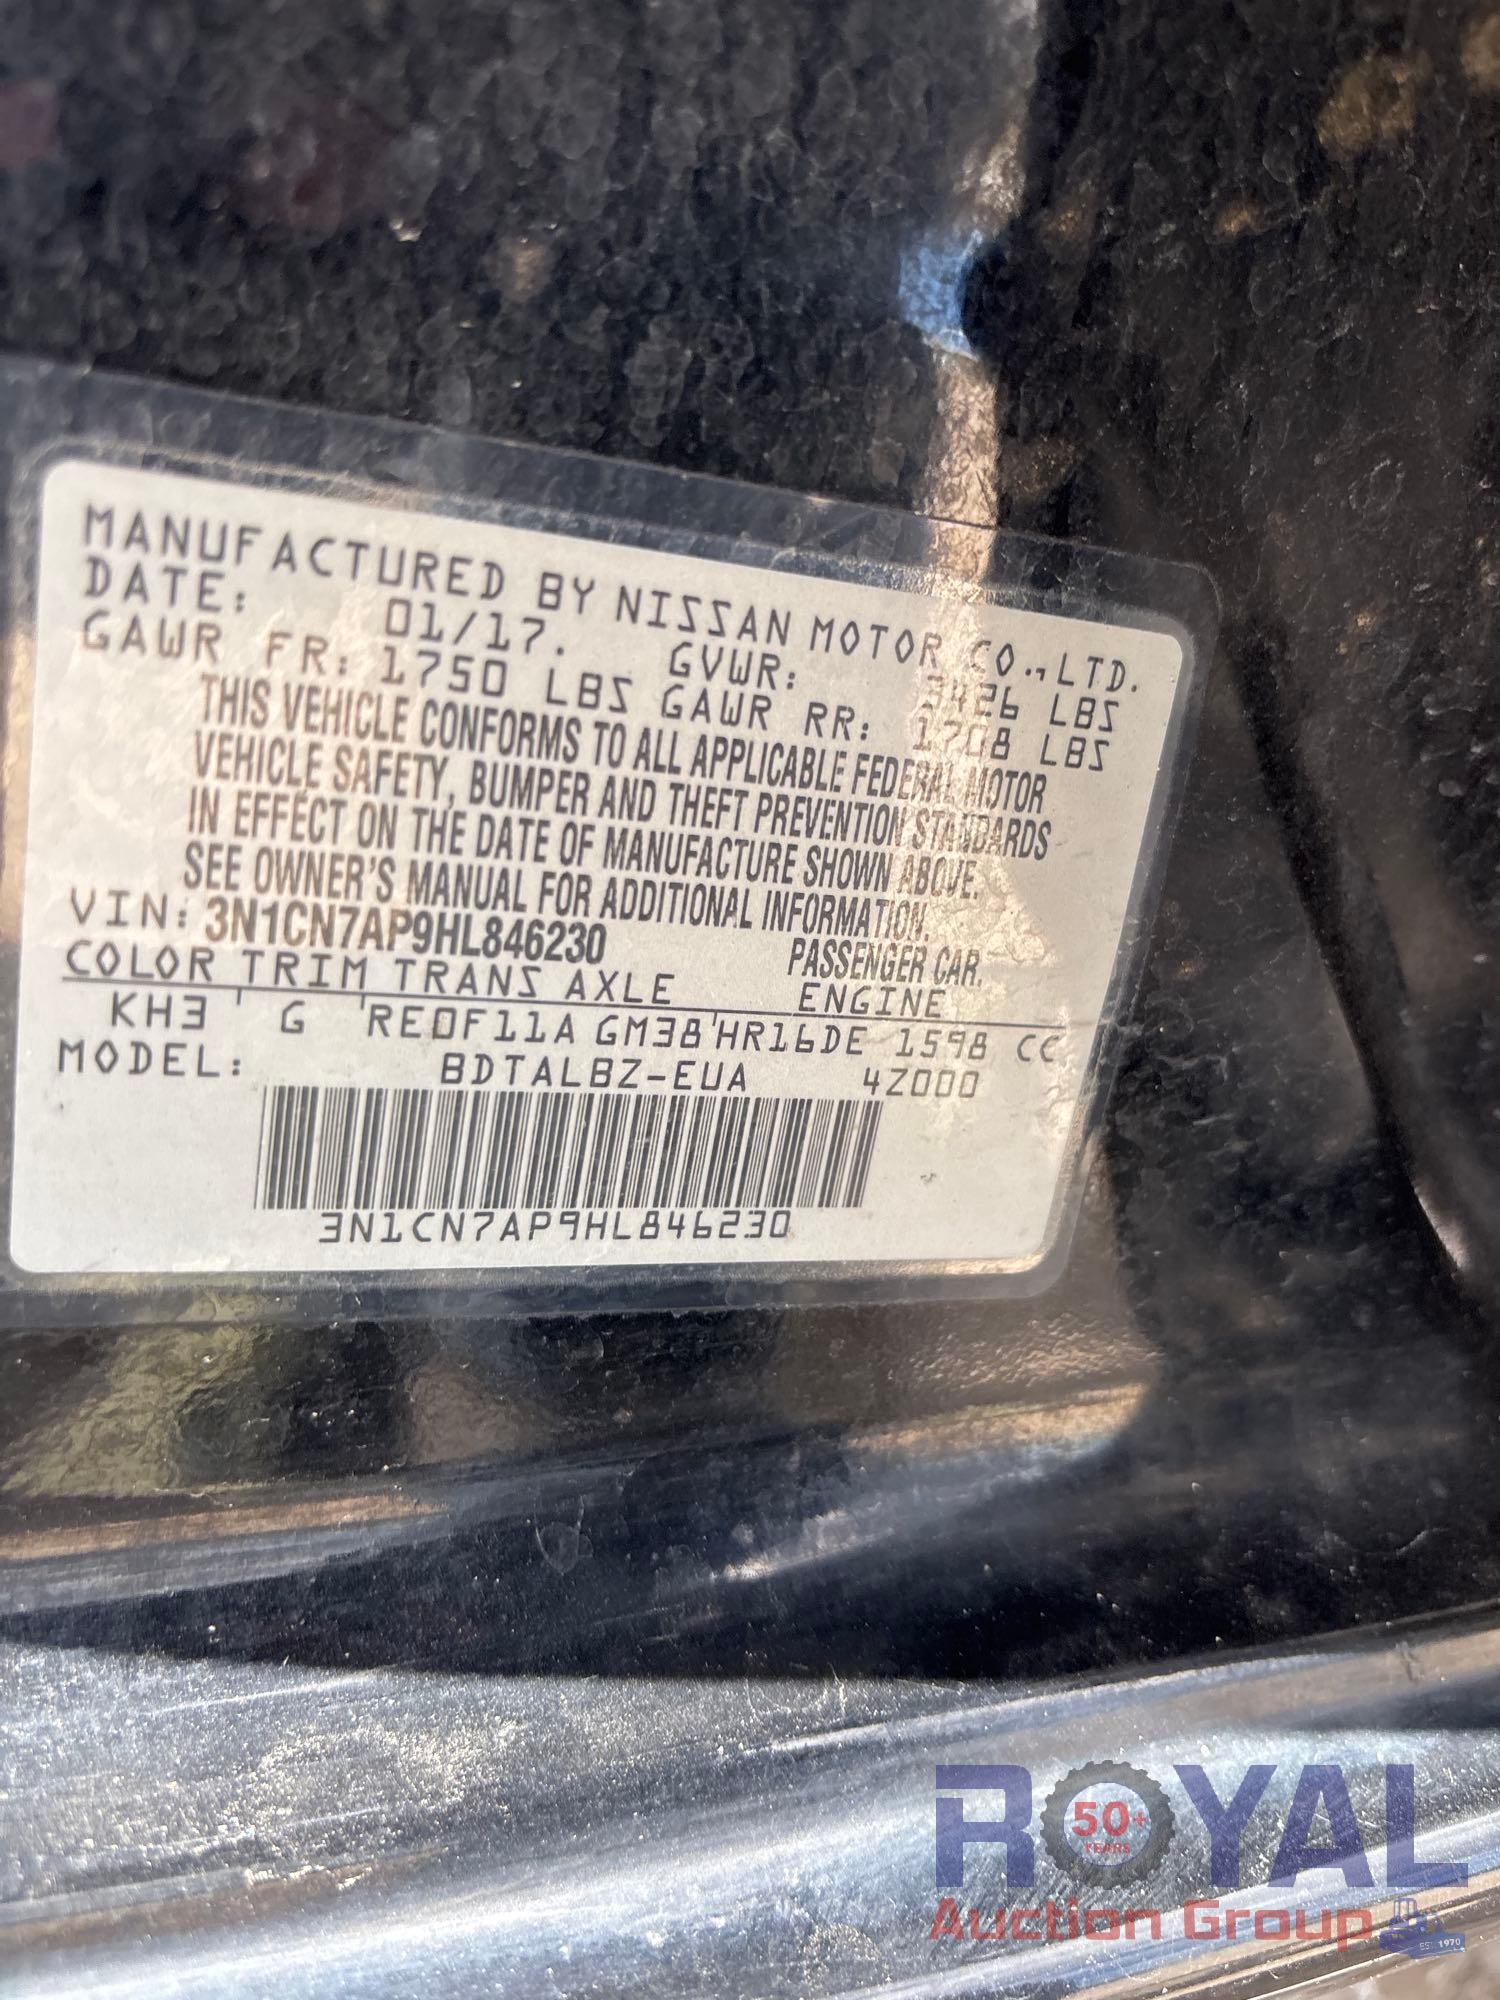 MANUFACTURED BY NISSAN MOTOR CO., LTD.
DATE: 01/17. GVWR: 3426 LBS
GAWR FR: 1750 LBS GAWR RR: 1708 LBS
THIS VEHICLE CONFORMS TO ALL APPLICABLE FEDERAL MOTOR
VEHICLE SAFETY, BUMPER AND THEFT PREVENTION STANDARDS
IN EFFECT ON THE DATE OF MANUFACTURE SHOWN ABOVE.
SEE OWNER'S MANUAL FOR ADDITIONAL INFORMATION.
VIN: 3N1CN7AP9HL846230 PASSENGER CAR.
COLOR TRIM TRANS AXLE ENGINE
KH3 G RE0F11A GM38 HR16DE 1598 CC
MODEL: BDTALBZ-EUA 4Z000
3N1CN7AP9HL846230
ROYAL
50+
YEARS
Auction Group
EST. 1970